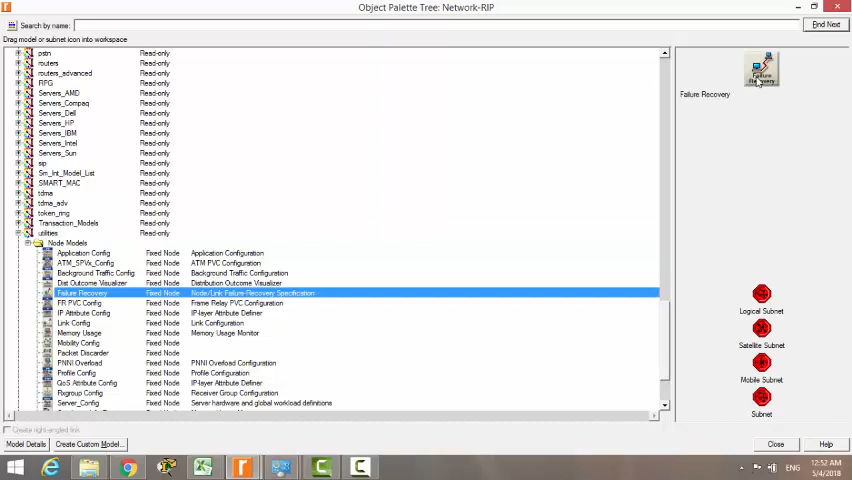 Object Palette Tree: Network-RIP
Search by name:
Find Next
Drag model or subnet icon into workspace
pstn Read-only
routers Read-only
routers_advanced Read-only
RPG Read-only
Servers_AMD Read-only
Servers_Compaq Read-only
Servers_Dell Read-only
Servers_HP Read-only
Servers_IBM Read-only
Servers_Intel Read-only
Servers_Sun Read-only
sip Read-only
Sm_Int_Model_List Read-only
SMART_MAC Read-only
tdma Read-only
tdma_adv Read-only
token_ring Read-only
Transaction_Models Read-only
utilities Read-only
Node Models
Application Config Fixed Node Application Configuration
ATM_SPVx_Config Fixed Node ATM PVC Configuration
Background Traffic Config Fixed Node Background Traffic Configuration
Dist Outcome Visualizer Fixed Node Distribution Outcome Visualizer
Failure Recovery Fixed Node Node/Link Failure-Recovery Specification
FR PVC Config Fixed Node Frame Relay PVC Configuration
IP Attribute Config Fixed Node IP-layer Attribute Definer
Link Config Fixed Node Link Configuration
Memory Usage Fixed Node Memory Usage Monitor
Mobility Config Fixed Node
Packet Discarder Fixed Node
PNNI Overload Fixed Node PNNI Overload Configuration
Profile Config Fixed Node Profile Configuration
QoS Attribute Config Fixed Node IP-layer Attribute Definer
Rxgroup Config Fixed Node Receiver Group Configuration
Server_Config Fixed Node Server hardware and global workload definitions
Failure
Recovery
Failure Recovery
Logical Subnet
Satellite Subnet
Mobile Subnet
Subnet
Create right-angled link
Model Details
Create Custom Model...
Close
Help
ENG
12:52 AM
5/4/2018